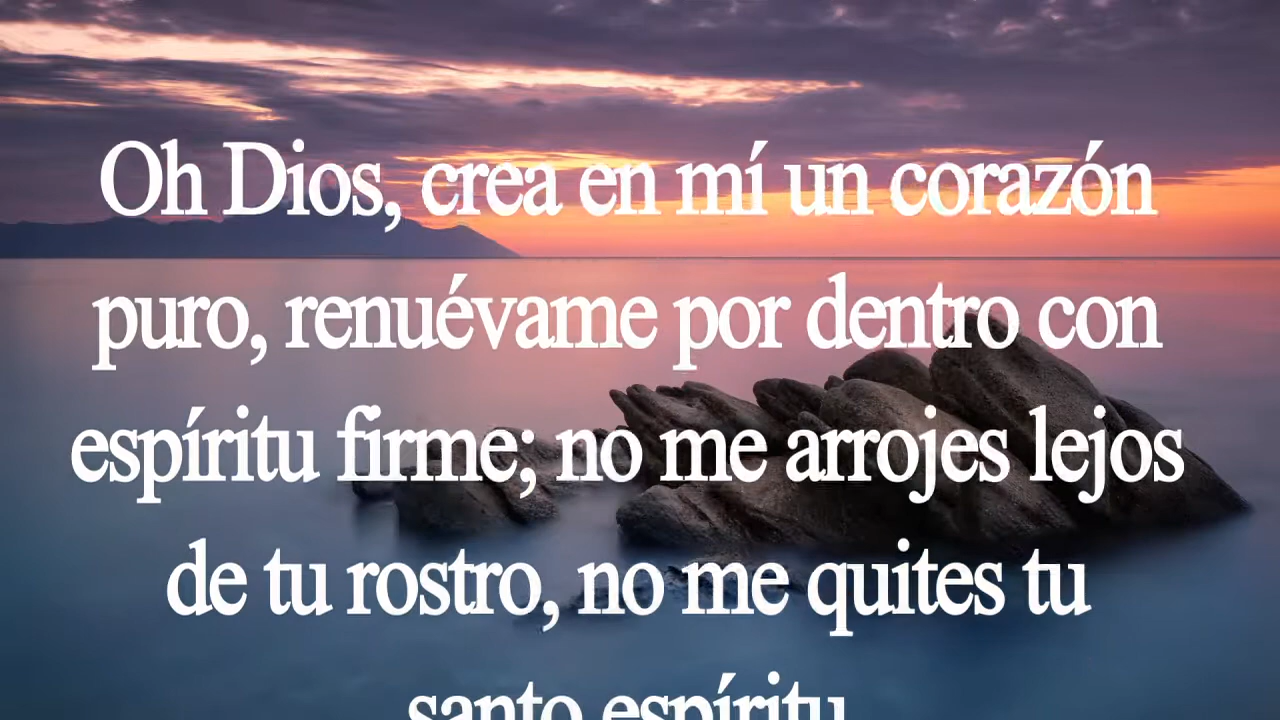 Oh Dios, crea en mí un corazón
puro, renuévame por dentro con
espíritu firme; no me arrojes lejos
de tu rostro, no me quites tu
santo espíritu